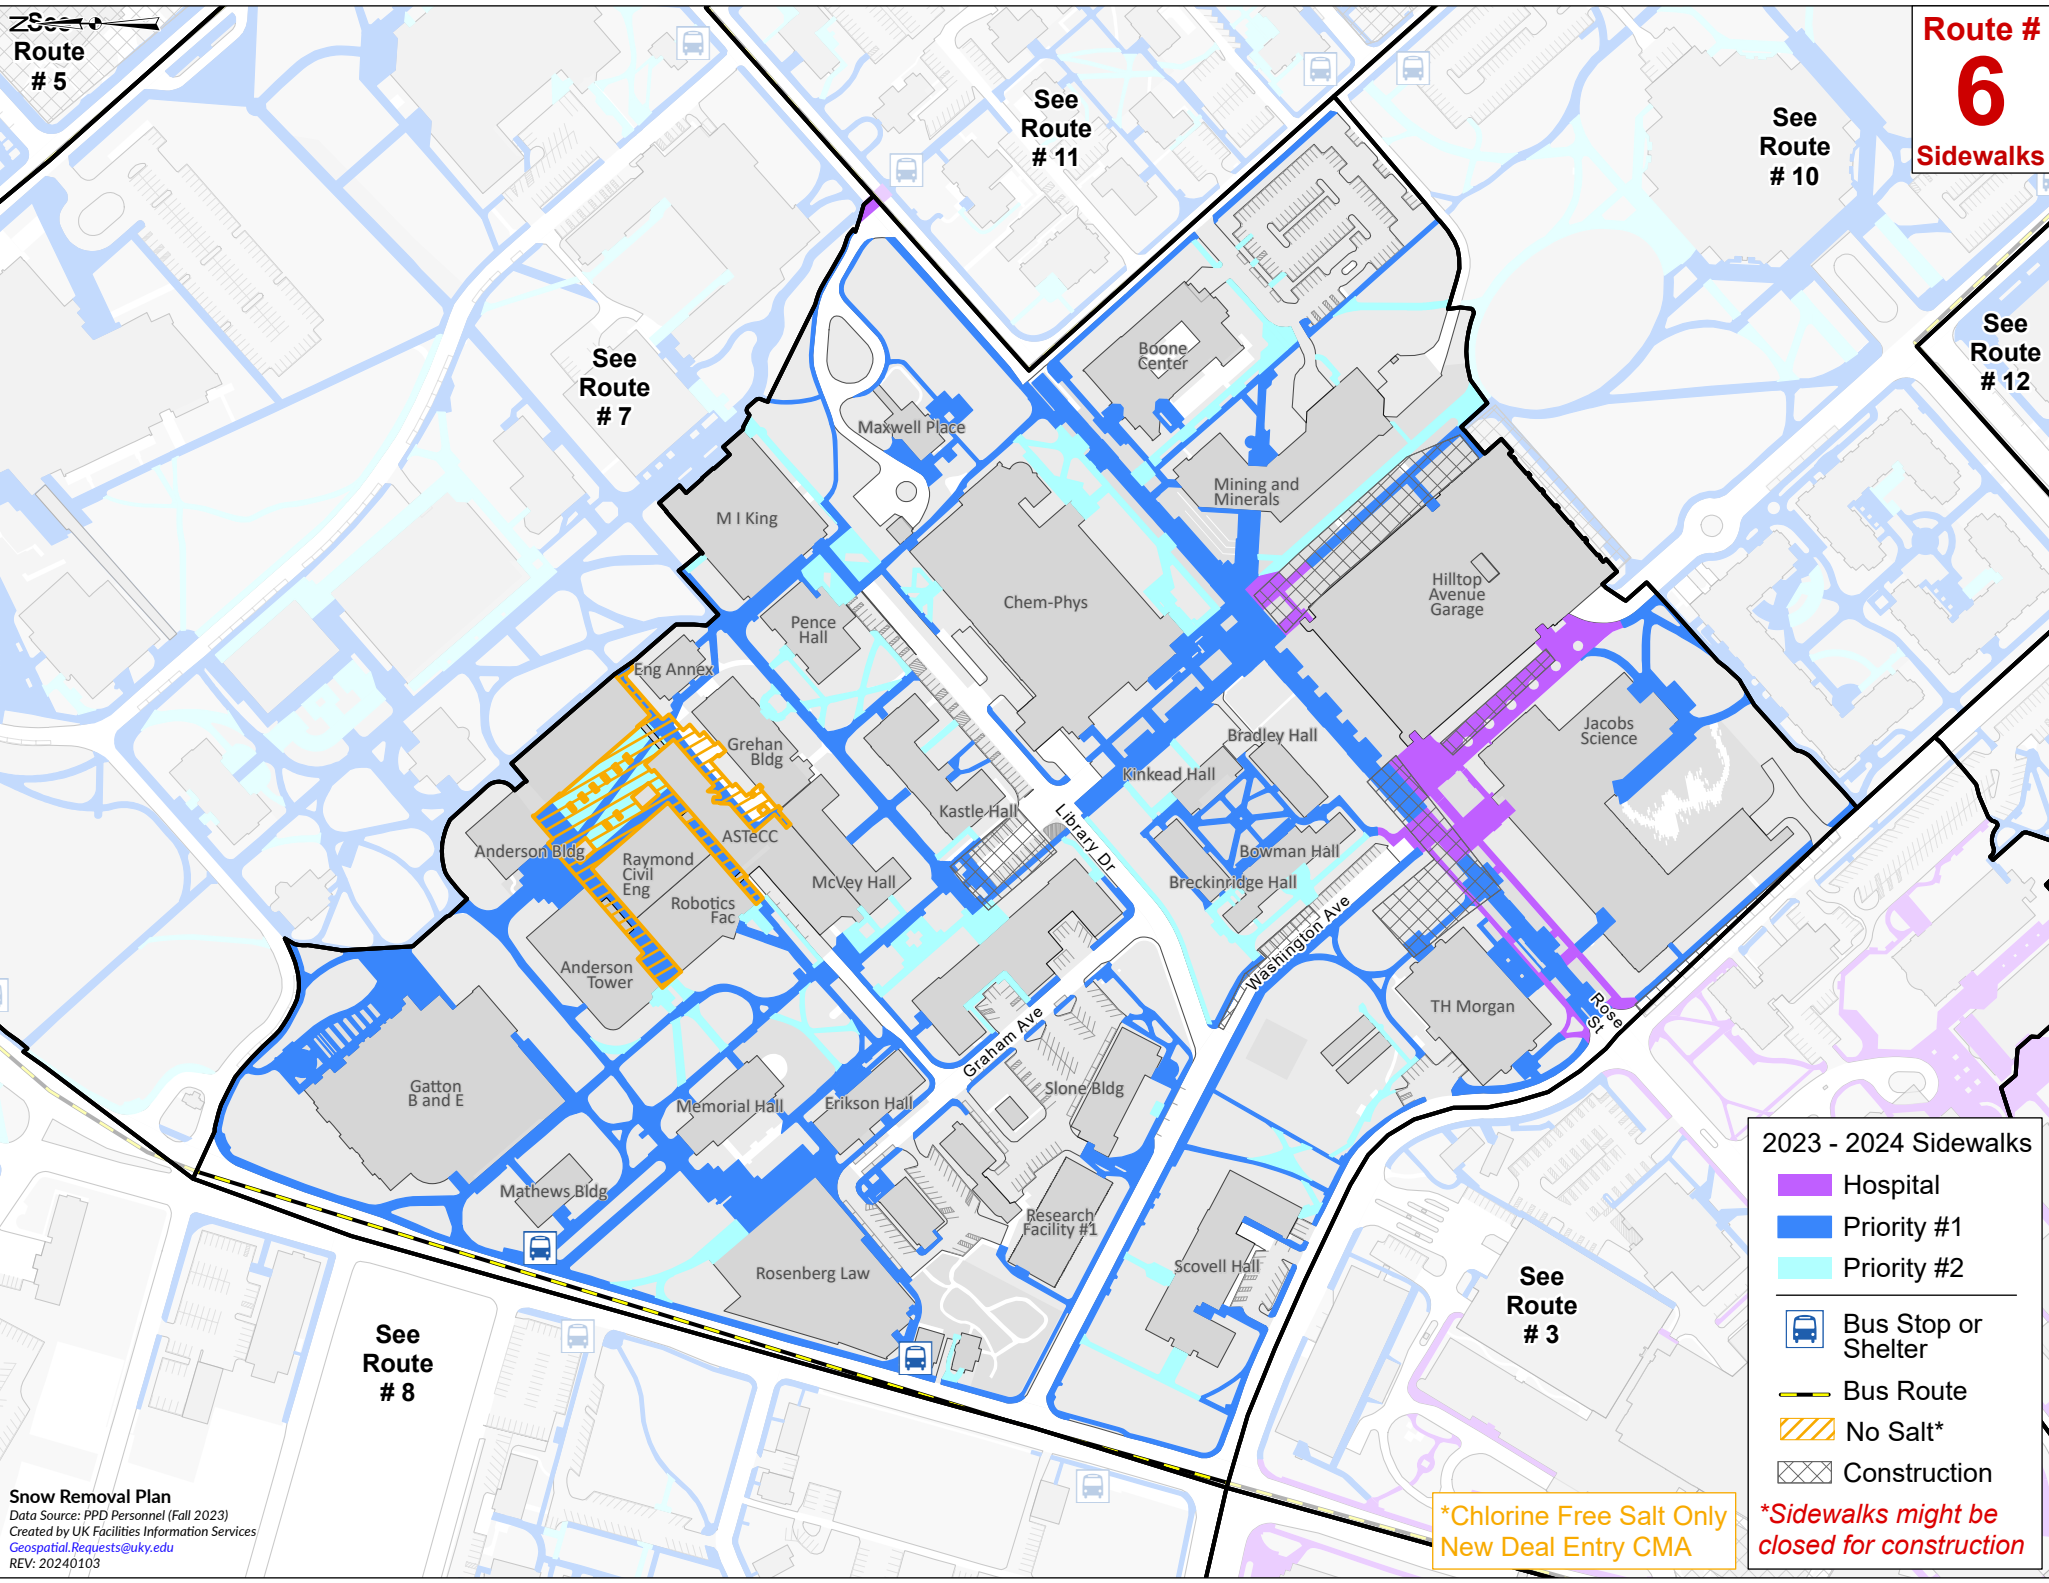 N
See
Route
# 5
See
Route
# 11
See
Route
# 10
Route #
6
Sidewalks
See
Route
# 7
See
Route
# 12
Boone
Center
Maxwell Place
Mining and
Minerals
M I King
Chem-Phys
Hilltop
Avenue
Garage
Pence
Hall
Eng Annex
Grehan
Bldg
Bradley Hall
Jacobs
Science
Kinkead Hall
Kastle Hall
Library Dr
ASTeCC
Anderson Bldg
Raymond
Civil
Eng
McVey Hall
Bowman Hall
Breckinridge Hall
Robotics
Fac
Washington Ave
Anderson
Tower
TH Morgan
Rose
St
Graham Ave
Gatton
B and E
Slone Bldg
Memorial Hall
Erikson Hall
Mathews Bldg
Research
Facility #1
Rosenberg Law
Scovell Hall
See
Route
# 3
See
Route
# 8
2023 - 2024 Sidewalks
Hospital
Priority #1
Priority #2
Bus Stop or
Shelter
Bus Route
No Salt*
Construction
*Sidewalks might be
closed for construction
*Chlorine Free Salt Only
New Deal Entry CMA
Snow Removal Plan
Data Source: PPD Personnel (Fall 2023)
Created by UK Facilities Information Services
Geospatial.Requests@uky.edu
REV: 20240103